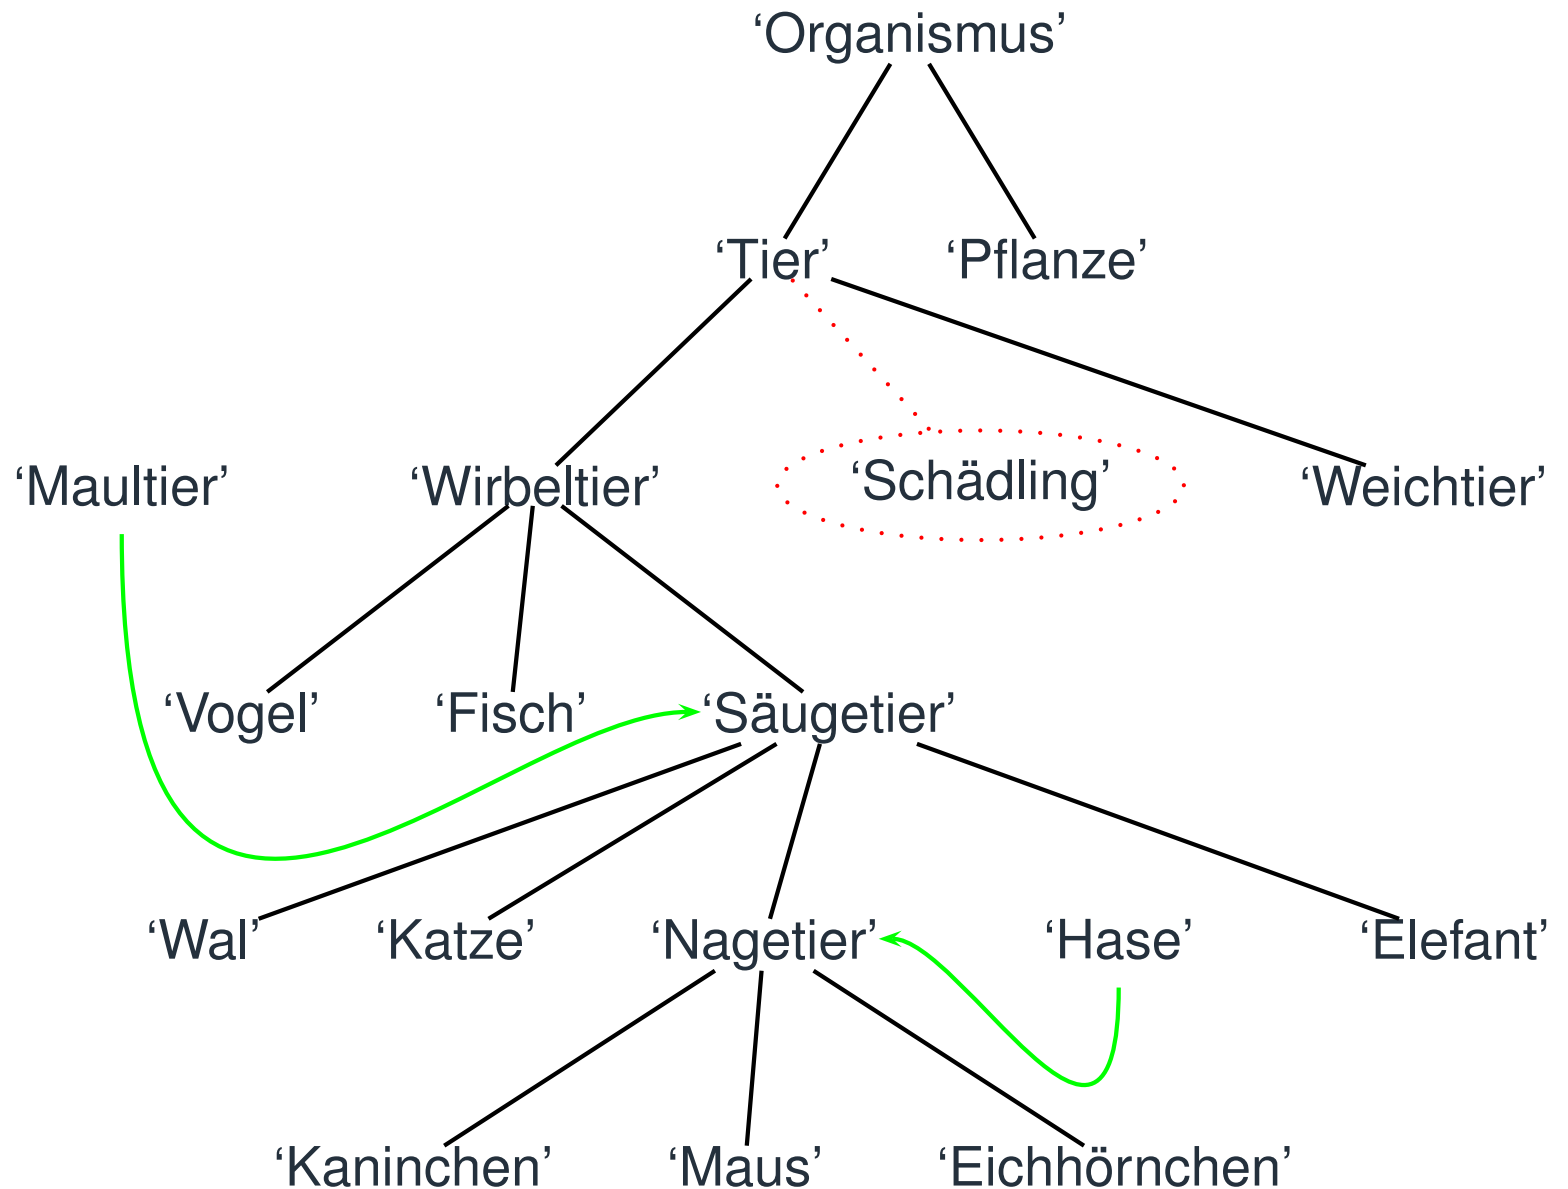 ‘Organismus’
‘Tier’ ‘Pflanze’
‘Maultier’ ‘Wirbeltier’ ‘Schädling’ ‘Weichtier’
‘Vogel’ ‘Fisch’ ‘Säugetier’
‘Wal’ ‘Katze’ ‘Nagetier’ ‘Hase’ ‘Elefant’
‘Kaninchen’ ‘Maus’ ‘Eichhörnchen’